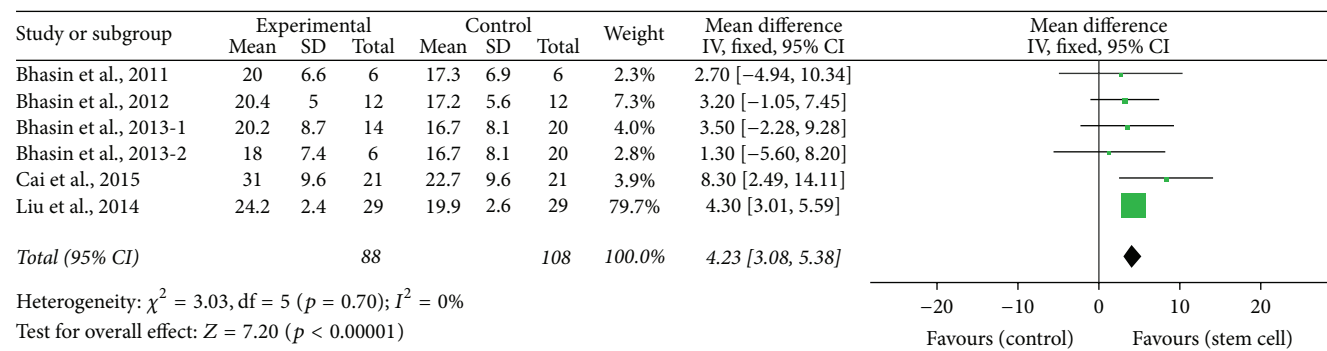 Study or subgroup Experimental Control Weight Mean difference Mean difference
Mean SD Total Mean SD Total IV, fixed, 95% CI IV, fixed, 95% CI
Bhasin et al., 2011 20 6.6 6 17.3 6.9 6 2.3% 2.70 [−4.94, 10.34]
Bhasin et al., 2012 20.4 5 12 17.2 5.6 12 7.3% 3.20 [−1.05, 7.45]
Bhasin et al., 2013-1 20.2 8.7 14 16.7 8.1 20 4.0% 3.50 [−2.28, 9.28]
Bhasin et al., 2013-2 18 7.4 6 16.7 8.1 20 2.8% 1.30 [−5.60, 8.20]
Cai et al., 2015 31 9.6 21 22.7 9.6 21 3.9% 8.30 [2.49, 14.11]
Liu et al., 2014 24.2 2.4 29 19.9 2.6 29 79.7% 4.30 [3.01, 5.59]
Total (95% CI) 88 108 100.0% 4.23 [3.08, 5.38]
Heterogeneity: χ² = 3.03, df = 5 (p = 0.70); I² = 0%
Test for overall effect: Z = 7.20 (p < 0.00001)
−20 −10 0 10 20
Favours (control) Favours (stem cell)